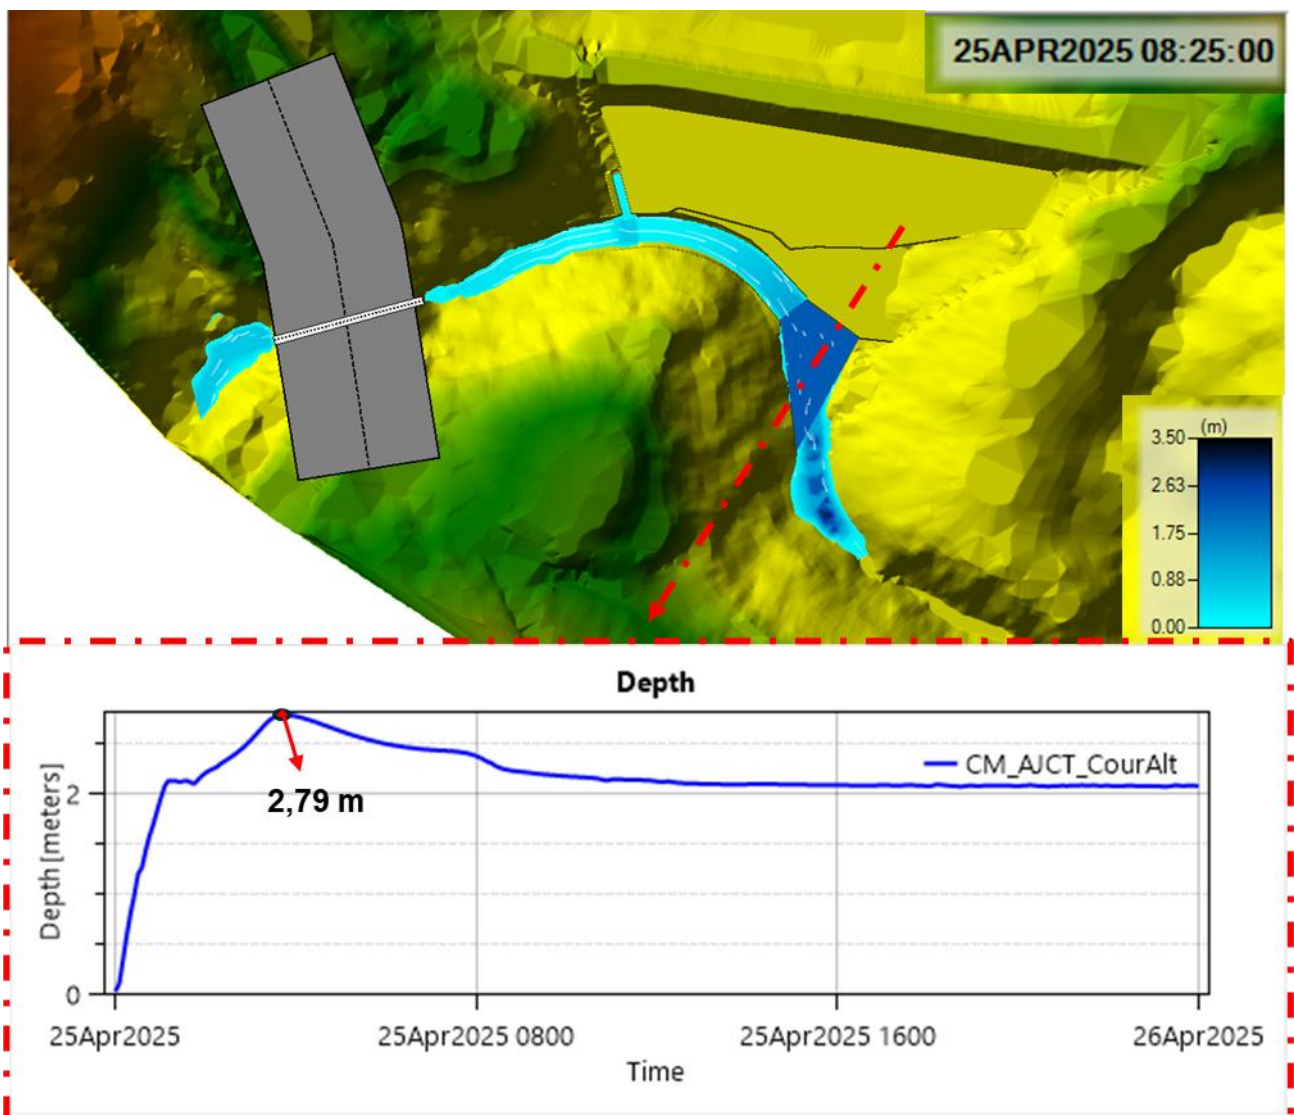 25APR2025 08:25:00
(m)
3.50
2.63
1.75
0.88
0.00
Depth
Depth [meters]
2
0
CM_AJCT_CourAlt
2,79 m
25Apr2025
25Apr2025 0800
25Apr2025 1600
26Apr2025
Time